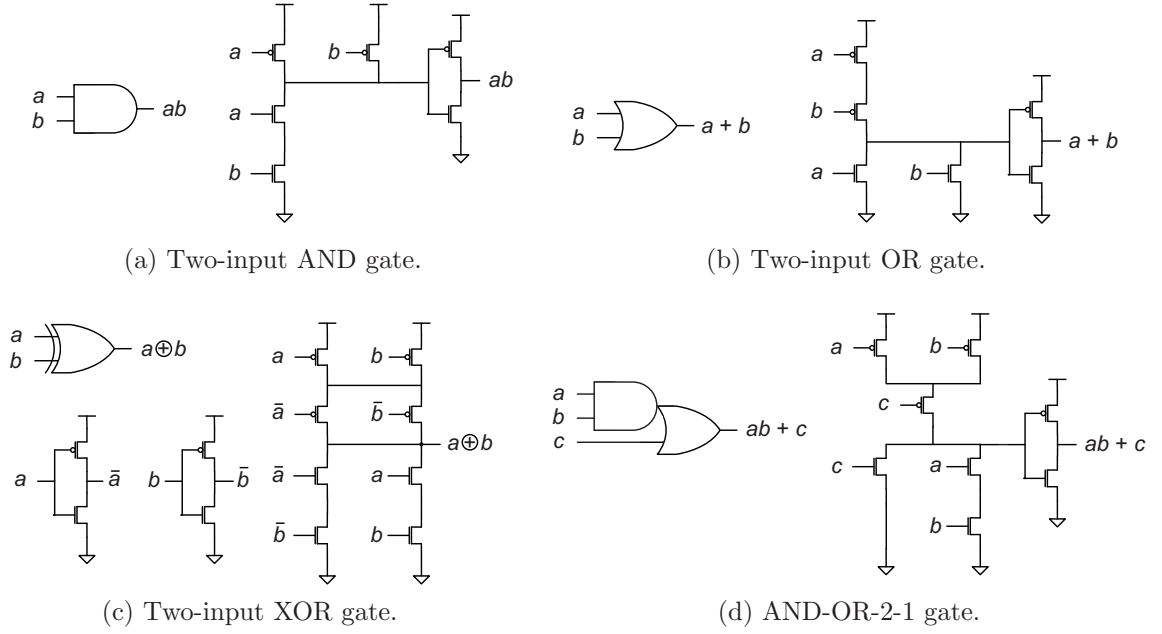 a
b
ab
a
b
a
b
ab
a
b
a + b
a
b
a
b
a + b
(a) Two-input AND gate.
(b) Two-input OR gate.
a
b
a⊕b
a
ā
b
b̄
a
b
ā
b̄
a⊕b
ā
a
b̄
b
a
b
c
ab + c
a
b
c
c
a
b
ab + c
(c) Two-input XOR gate.
(d) AND-OR-2-1 gate.